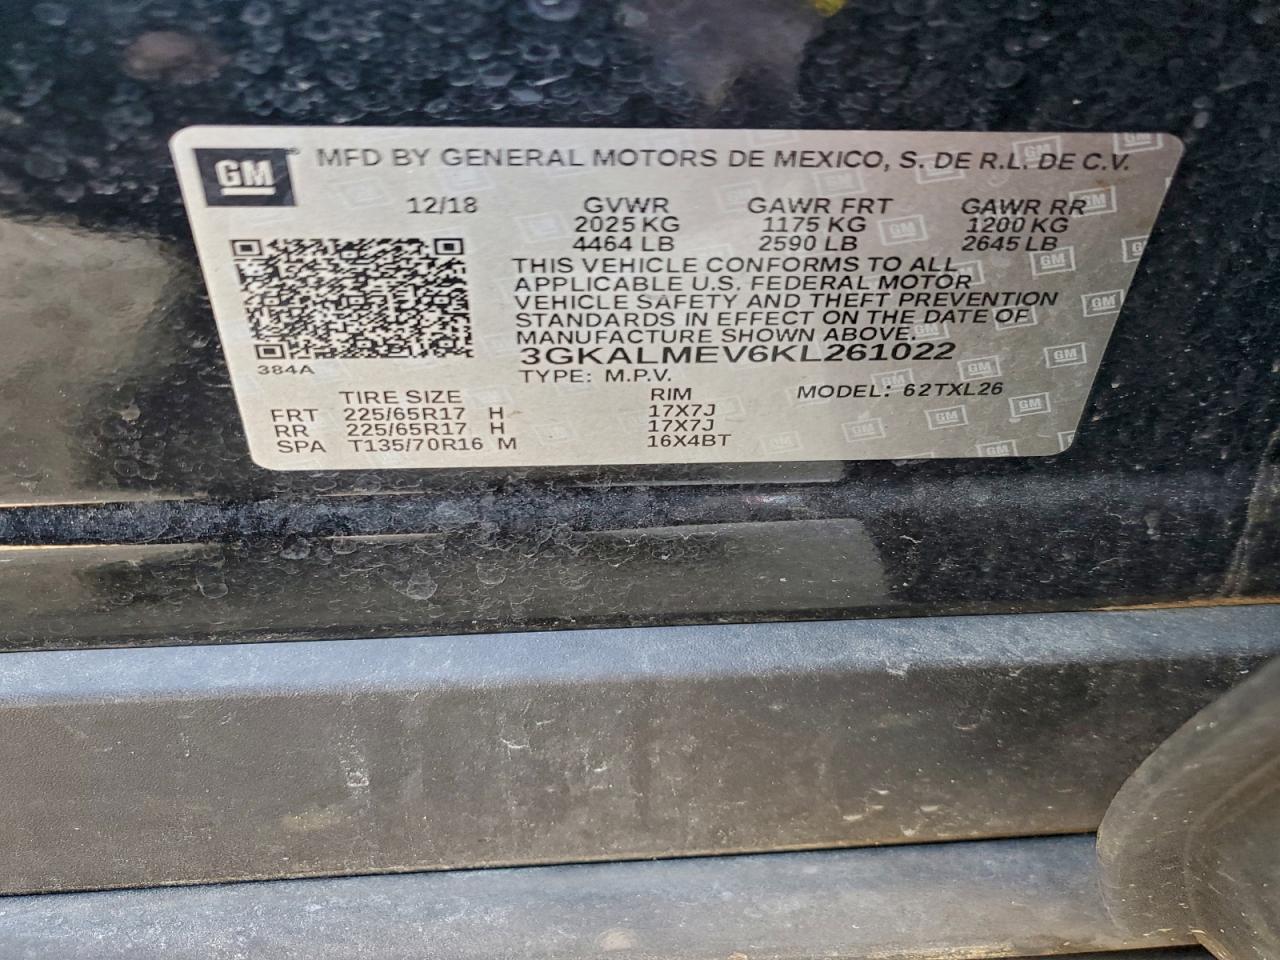 GM MFD BY GENERAL MOTORS DE MEXICO, S. DE R.L. DE C.V.
12/18 GVWR GAWR FRT GAWR RR
2025 KG 1175 KG 1200 KG
4464 LB 2590 LB 2645 LB
THIS VEHICLE CONFORMS TO ALL
APPLICABLE U.S. FEDERAL MOTOR
VEHICLE SAFETY AND THEFT PREVENTION
STANDARDS IN EFFECT ON THE DATE OF
MANUFACTURE SHOWN ABOVE.
3GKALMEV6KL261022
384A
TYPE: M.P.V. MODEL: 62TXL26
TIRE SIZE RIM
FRT 225/65R17 H 17X7J
RR 225/65R17 H 17X7J
SPA T135/70R16 M 16X4BT